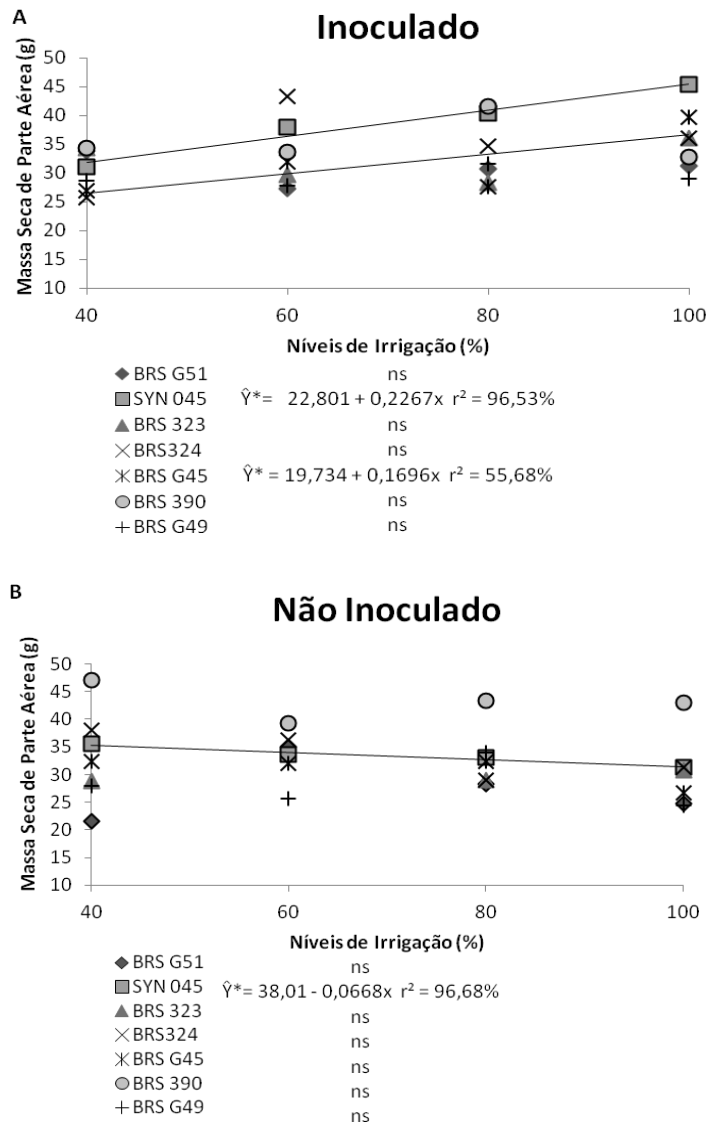 A
Inoculado
Massa Seca de Parte Aérea (g)
50
45
40
35
30
25
20
15
10
40 60 80 100
Níveis de Irrigação (%)
BRS G51 ns
SYN 045 Ŷ*= 22,801 + 0,2267x r² = 96,53%
BRS 323 ns
BRS324 ns
BRS G45 Ŷ* = 19,734 + 0,1696x r² = 55,68%
BRS 390 ns
BRS G49 ns
B
Não Inoculado
Massa Seca de Parte Aérea (g)
50
45
40
35
30
25
20
15
10
40 60 80 100
Níveis de Irrigação (%)
BRS G51 ns
SYN 045 Ŷ*= 38,01 - 0,0668x r² = 96,68%
BRS 323 ns
BRS324 ns
BRS G45 ns
BRS 390 ns
BRS G49 ns